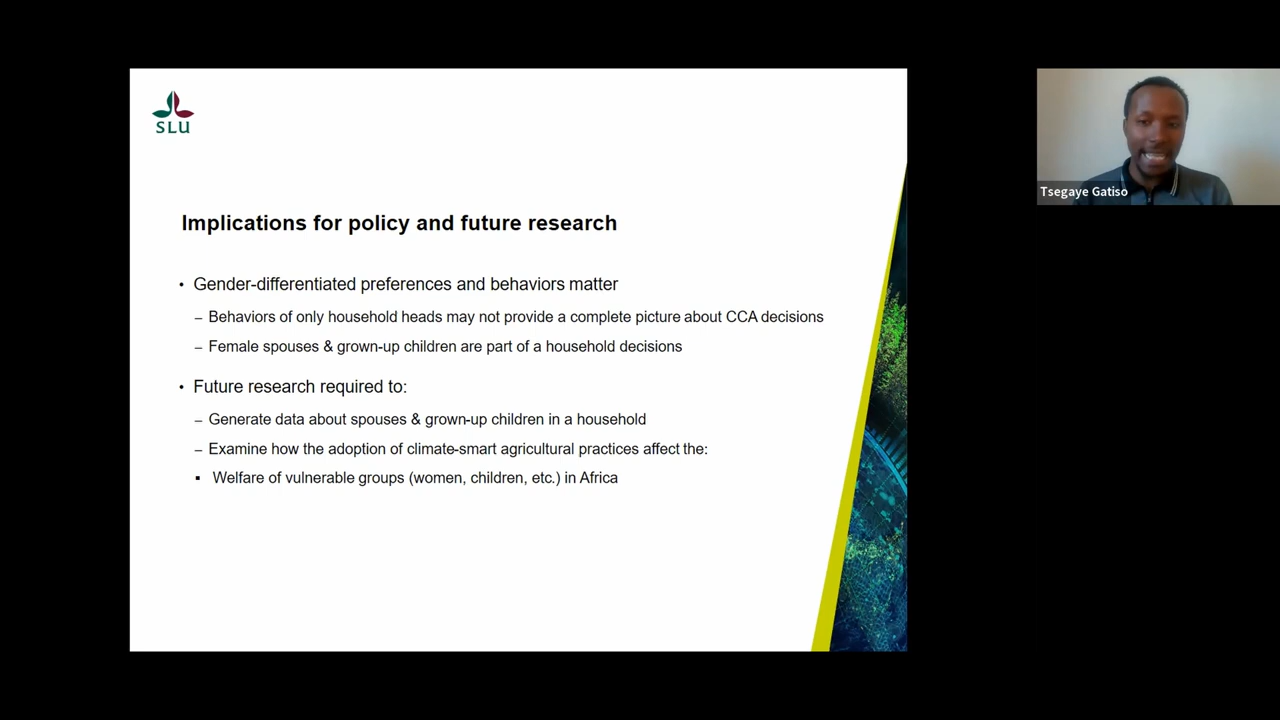 SLU
Tsegaye Gatiso
Implications for policy and future research
• Gender-differentiated preferences and behaviors matter
– Behaviors of only household heads may not provide a complete picture about CCA decisions
– Female spouses & grown-up children are part of a household decisions
• Future research required to:
– Generate data about spouses & grown-up children in a household
– Examine how the adoption of climate-smart agricultural practices affect the:
▪ Welfare of vulnerable groups (women, children, etc.) in Africa